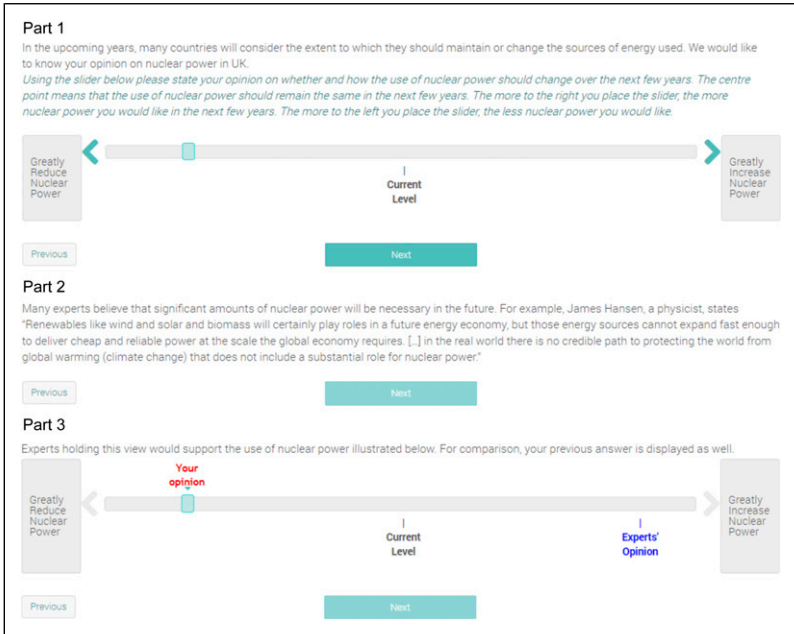 Part 1
In the upcoming years, many countries will consider the extent to which they should maintain or change the sources of energy used. We would like
to know your opinion on nuclear power in UK.
Using the slider below please state your opinion on whether and how the use of nuclear power should change over the next few years. The centre
point means that the use of nuclear power should remain the same in the next few years. The more to the right you place the slider, the more
nuclear power you would like in the next few years. The more to the left you place the slider, the less nuclear power you would like.
Greatly
Reduce
Nuclear
Power
Current
Level
Greatly
Increase
Nuclear
Power
Previous
Next
Part 2
Many experts believe that significant amounts of nuclear power will be necessary in the future. For example, James Hansen, a physicist, states
“Renewables like wind and solar and biomass will certainly play roles in a future energy economy, but those energy sources cannot expand fast enough
to deliver cheap and reliable power at the scale the global economy requires. […] in the real world there is no credible path to protecting the world from
global warming (climate change) that does not include a substantial role for nuclear power.”
Previous
Next
Part 3
Experts holding this view would support the use of nuclear power illustrated below. For comparison, your previous answer is displayed as well.
Your
opinion
Greatly
Reduce
Nuclear
Power
Current
Level
Experts'
Opinion
Greatly
Increase
Nuclear
Power
Previous
Next